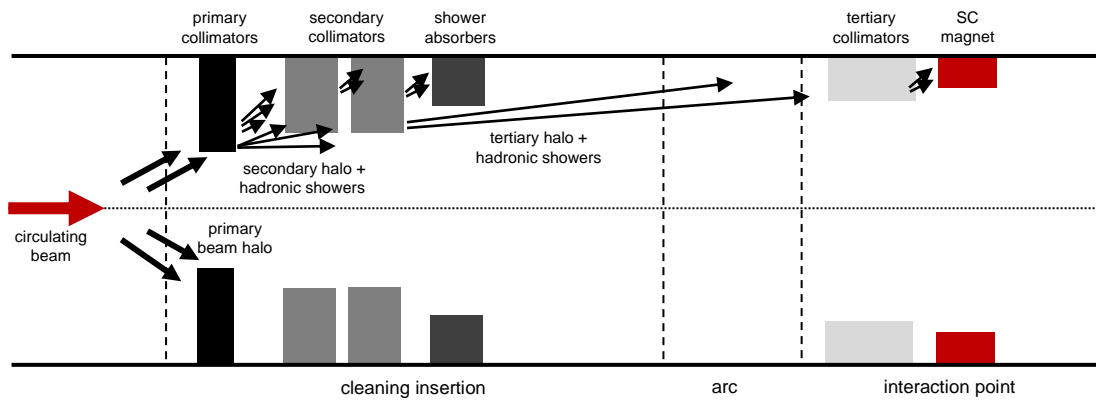 primary
collimators
secondary
collimators
shower
absorbers
tertiary
collimators
SC
magnet
tertiary halo +
hadronic showers
secondary halo +
hadronic showers
circulating
beam
primary
beam halo
cleaning insertion
arc
interaction point